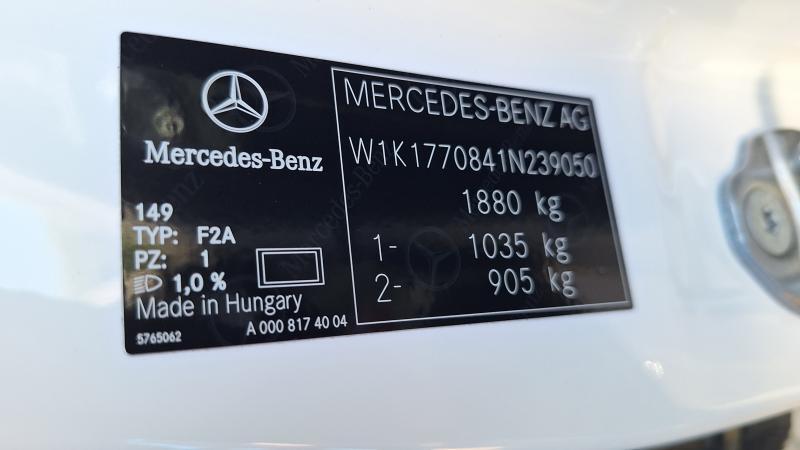 Mercedes-Benz
149
TYP: F2A
PZ: 1
1,0 %
Made in Hungary
5765062
A 000 817 40 04
MERCEDES-BENZ AG
W1K1770841N239050
1880 kg
1- 1035 kg
2- 905 kg